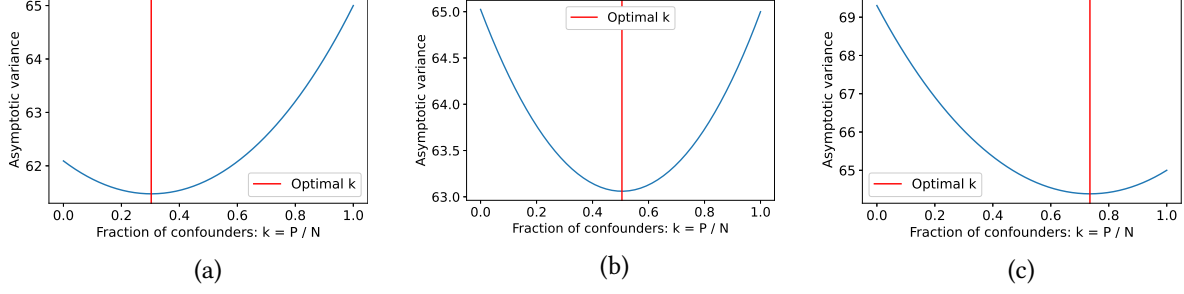 65
64
63
62
Asymptotic variance
Optimal k
0.0 0.2 0.4 0.6 0.8 1.0
Fraction of confounders: k = P / N
(a)
65.0
64.5
64.0
63.5
63.0
Asymptotic variance
Optimal k
0.0 0.2 0.4 0.6 0.8 1.0
Fraction of confounders: k = P / N
(b)
69
68
67
66
65
Asymptotic variance
Optimal k
0.0 0.2 0.4 0.6 0.8 1.0
Fraction of confounders: k = P / N
(c)